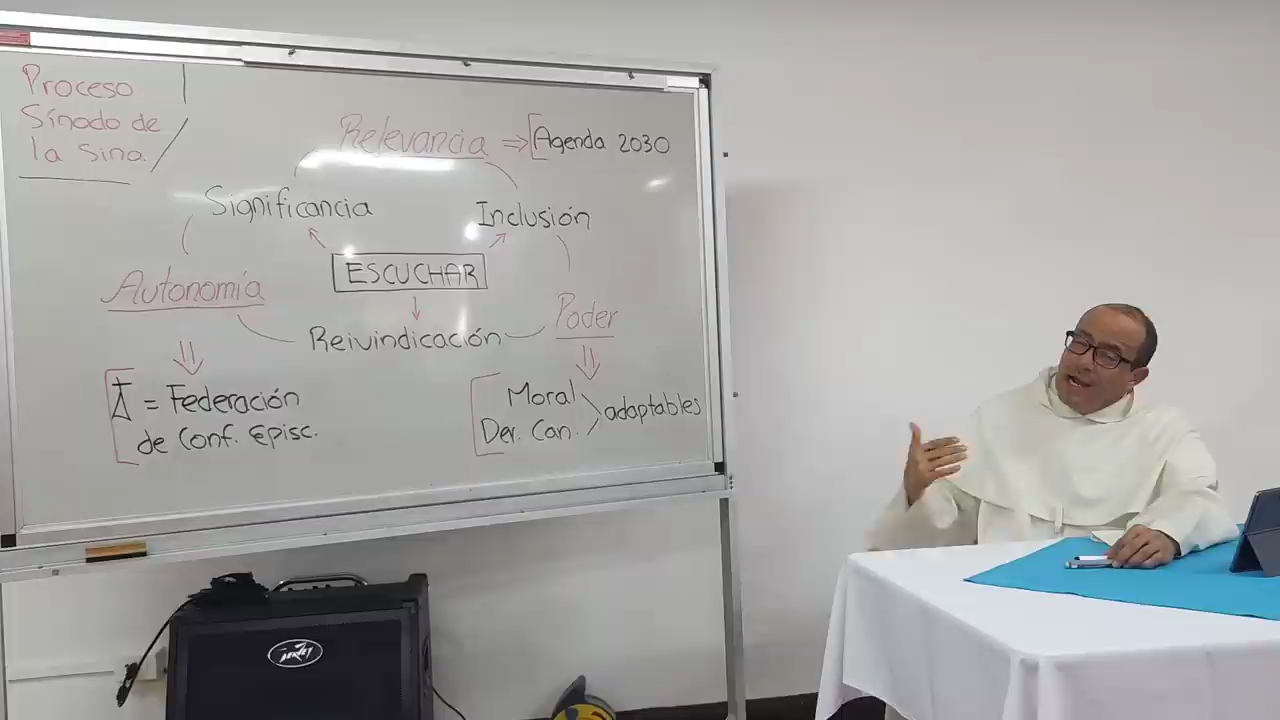 Proceso
Sínodo de
la Sino.
Relevancia ⇒ [Agenda 2030
Significancia
Inclusión
ESCUCHAR
Autonomía
Poder
Reivindicación
= Federación
de Conf. Episc.
Moral
Der. Can.
adaptables
PEAVEY